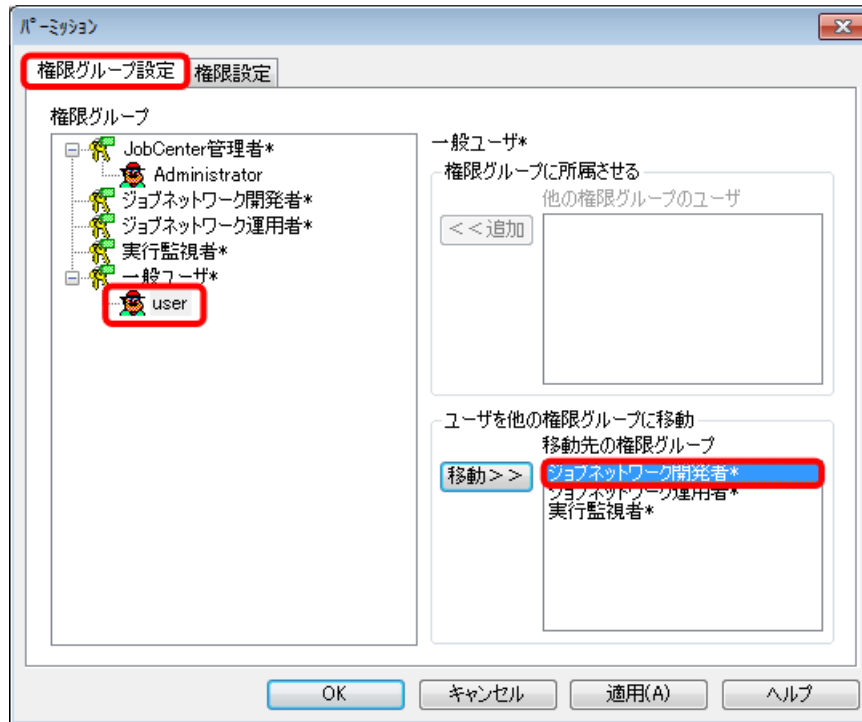 パーミッション
権限グループ設定 権限設定
権限グループ
JobCenter管理者*
Administrator
ジョブネットワーク開発者*
ジョブネットワーク運用者*
実行監視者*
一般ユーザ*
user
一般ユーザ*
権限グループに所属させる
他の権限グループのユーザ
<<追加
ユーザを他の権限グループに移動
移動先の権限グループ
移動>>
ジョブネットワーク開発者*
ジョブネットワーク運用者*
実行監視者*
OK キャンセル 適用(A) ヘルプ